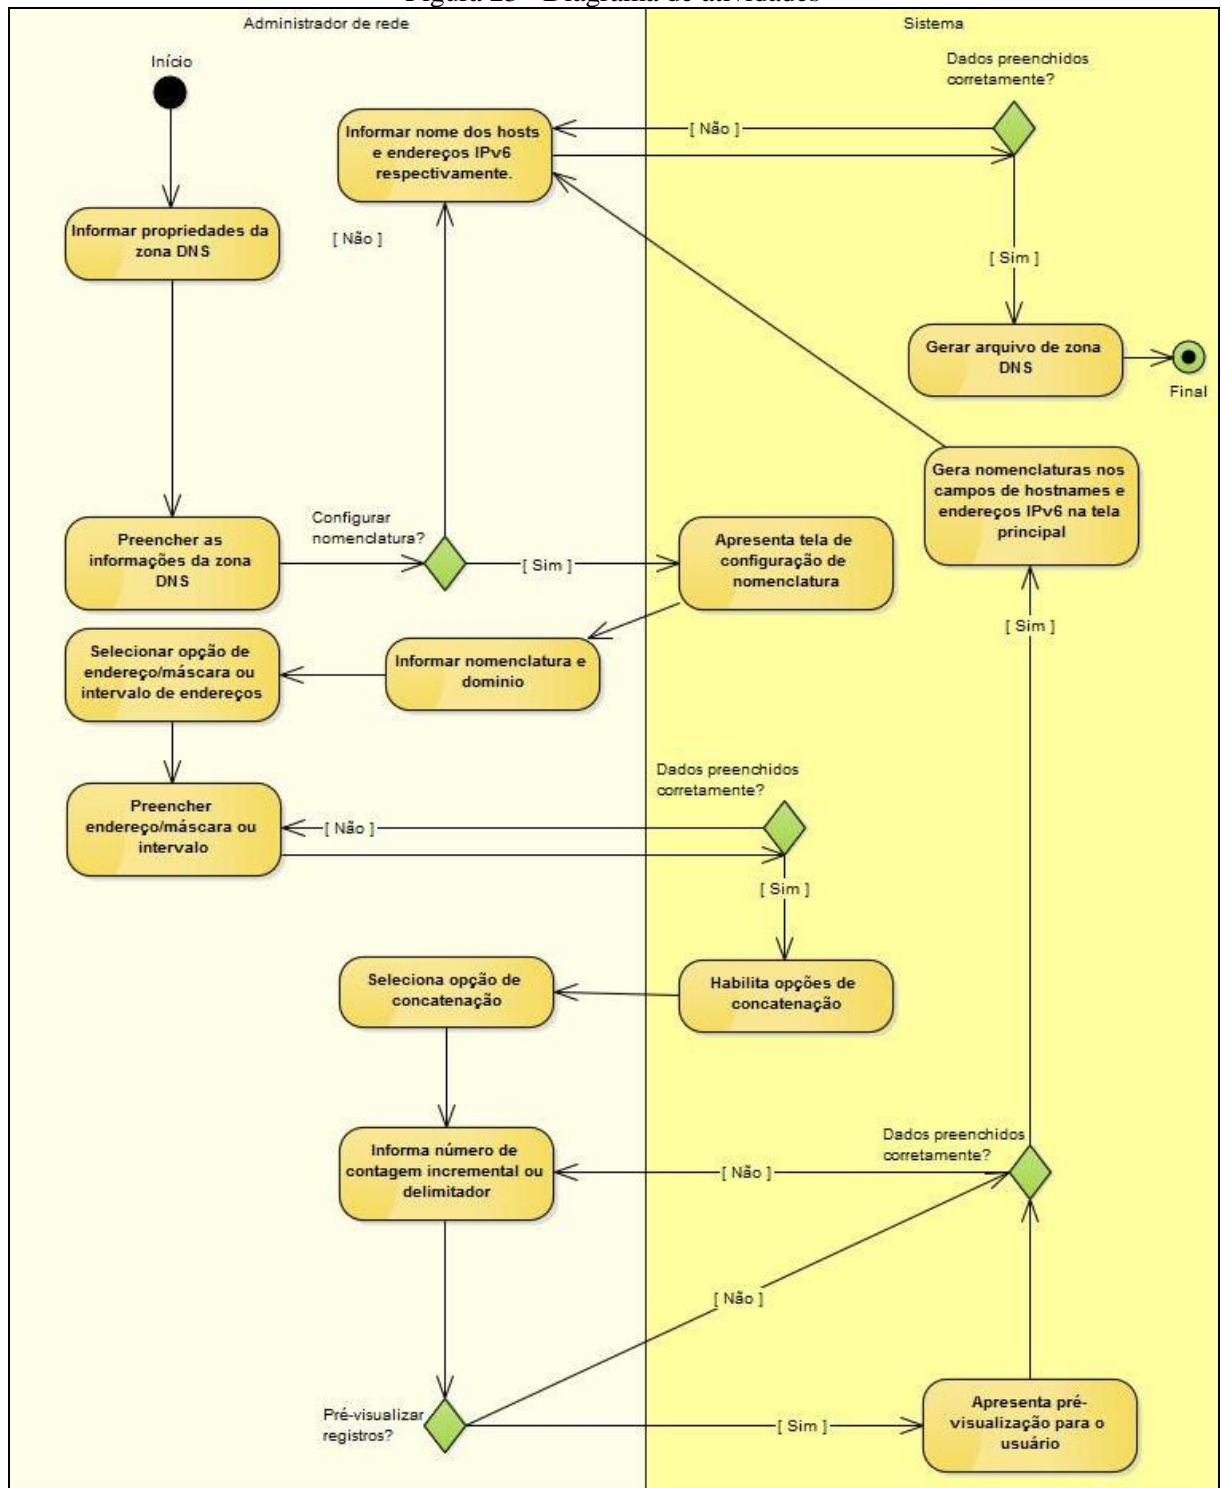 Figura 23 - Diagrama de atividades
Administrador de rede
Sistema
Início
Dados preenchidos
corretamente?
Informar nome dos hosts
e endereços IPv6
respectivamente.
[ Não ]
Informar propriedades da
zona DNS
[ Não ]
[ Sim ]
Gerar arquivo de zona
DNS
Final
Gera nomenclaturas nos
campos de hostnames e
endereços IPv6 na tela
principal
Preencher as
informações da zona
DNS
Configurar
nomenclatura?
[ Sim ]
Apresenta tela de
configuração de
nomenclatura
[ Sim ]
Selecionar opção de
endereço/máscara ou
intervalo de endereços
Informar nomenclatura e
dominio
Preencher
endereço/máscara ou
intervalo
[ Não ]
Dados preenchidos
corretamente?
[ Sim ]
Seleciona opção de
concatenação
Habilita opções de
concatenação
Informa número de
contagem incremental ou
delimitador
[ Não ]
Dados preenchidos
corretamente?
[ Não ]
Pré-visualizar
registros?
[ Sim ]
Apresenta pré-
visualização para o
usuário